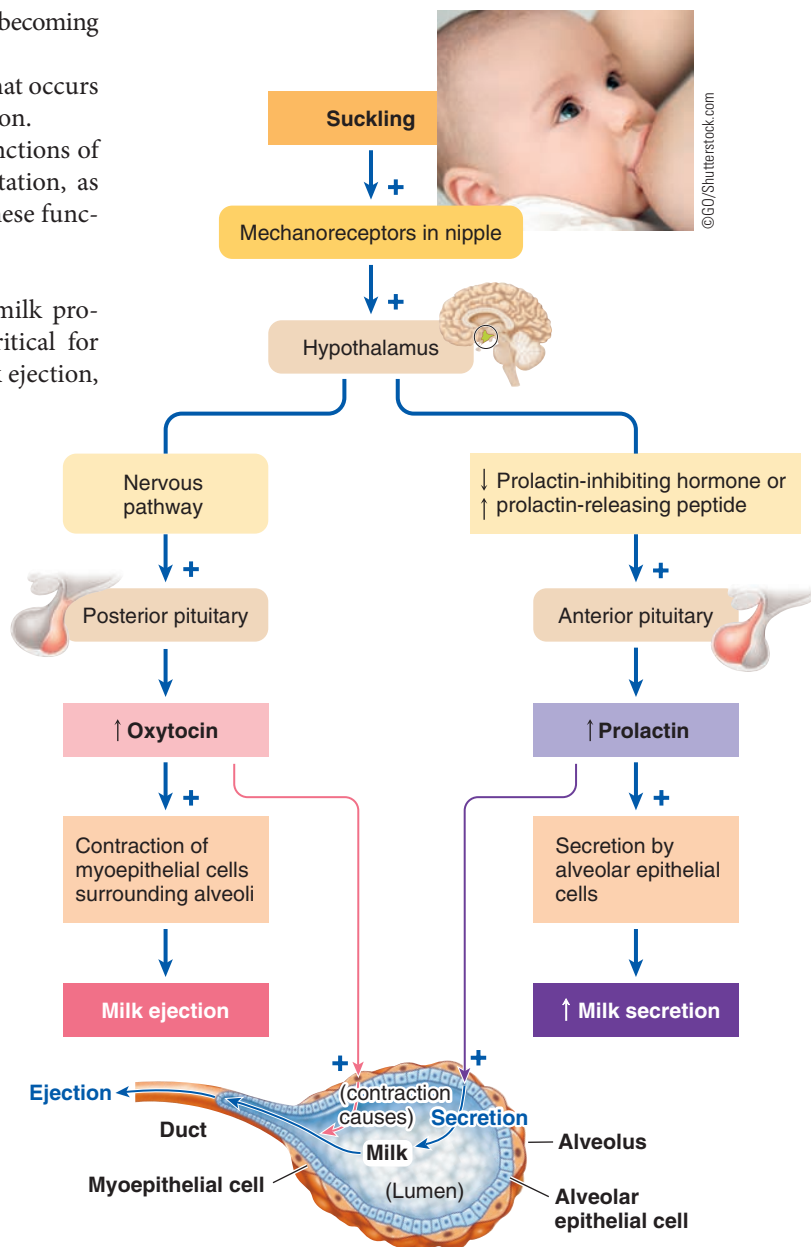 becoming
hat occurs
on.
nctions of
tation, as
hese func-
milk pro-
ritical for
k ejection,
Suckling
+
©GO/Shutterstock.com
Mechanoreceptors in nipple
+
Hypothalamus
Nervous
pathway
↓ Prolactin-inhibiting hormone or
↑ prolactin-releasing peptide
+
+
Posterior pituitary
Anterior pituitary
↑ Oxytocin
↑ Prolactin
+
+
Contraction of
myoepithelial cells
surrounding alveoli
Secretion by
alveolar epithelial
cells
Milk ejection
↑ Milk secretion
+
+
Ejection
(contraction
causes)
Secretion
Duct
Milk
Alveolus
Myoepithelial cell
(Lumen)
Alveolar
epithelial cell